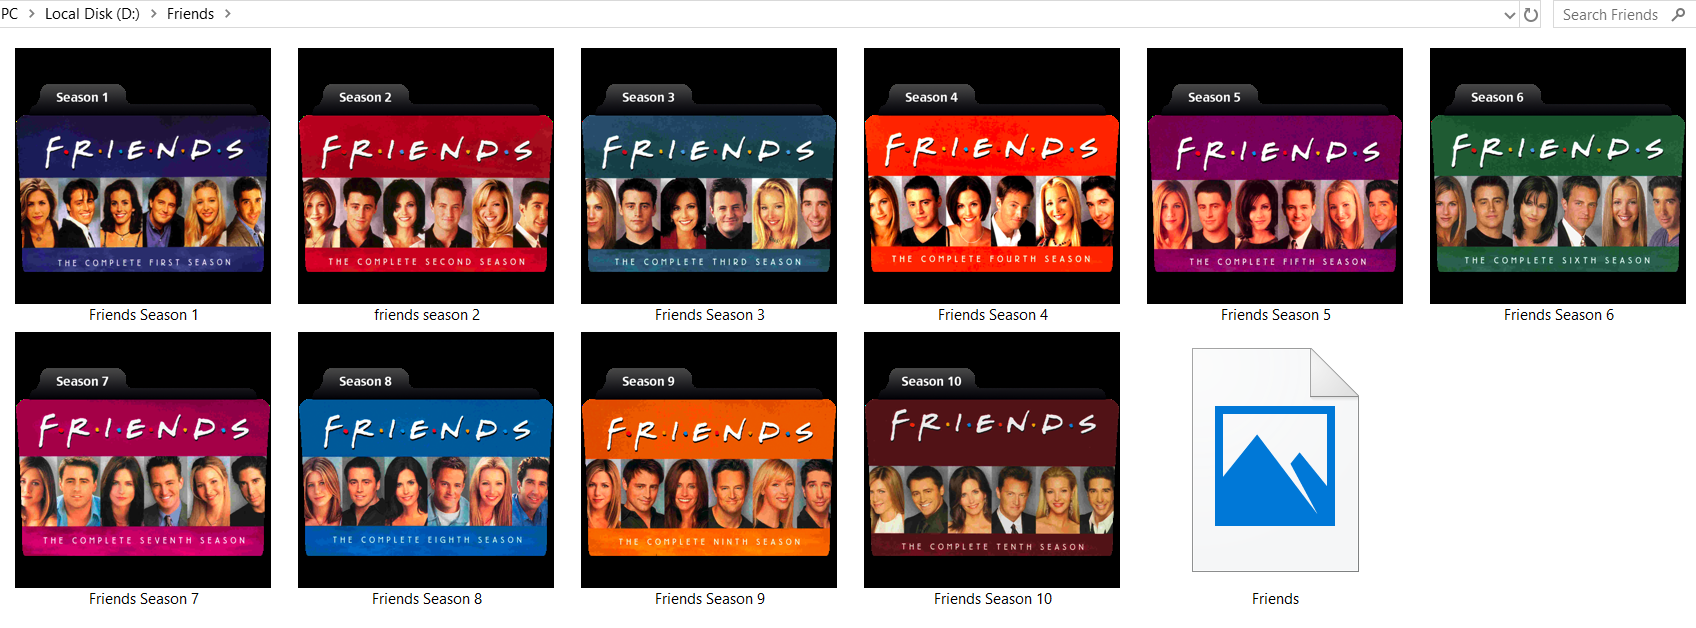 PC > Local Disk (D:) > Friends >
Search Friends
Season 1
F·R·I·E·N·D·S
THE COMPLETE FIRST SEASON
Friends Season 1
Season 2
F·R·I·E·N·D·S
THE COMPLETE SECOND SEASON
friends season 2
Season 3
F·R·I·E·N·D·S
THE COMPLETE THIRD SEASON
Friends Season 3
Season 4
F·R·I·E·N·D·S
THE COMPLETE FOURTH SEASON
Friends Season 4
Season 5
F·R·I·E·N·D·S
THE COMPLETE FIFTH SEASON
Friends Season 5
Season 6
F·R·I·E·N·D·S
THE COMPLETE SIXTH SEASON
Friends Season 6
Season 7
F·R·I·E·N·D·S
THE COMPLETE SEVENTH SEASON
Friends Season 7
Season 8
F·R·I·E·N·D·S
THE COMPLETE EIGHTH SEASON
Friends Season 8
Season 9
F·R·I·E·N·D·S
THE COMPLETE NINTH SEASON
Friends Season 9
Season 10
F·R·I·E·N·D·S
THE COMPLETE TENTH SEASON
Friends Season 10
Friends